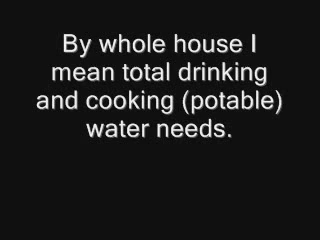 By whole house I
mean total drinking
and cooking (potable)
water needs.